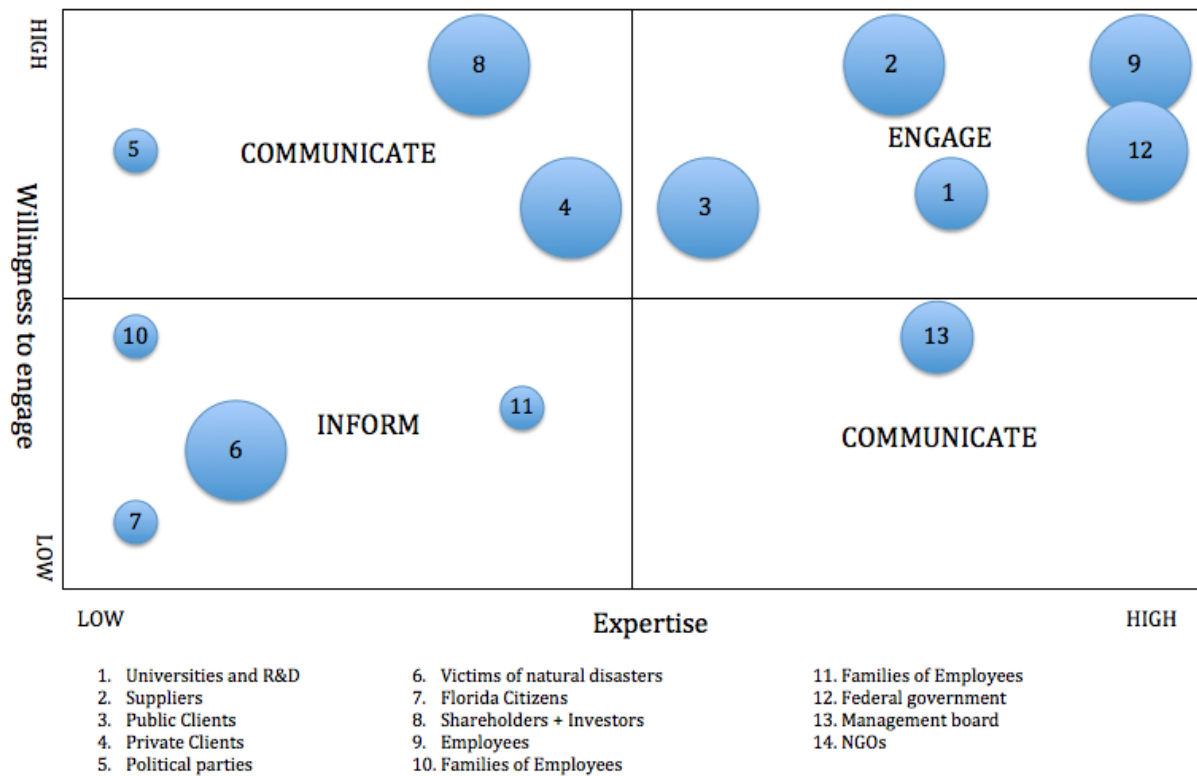 HIGH
8
2
9
5
COMMUNICATE
ENGAGE
12
4
3
1
Willingness to engage
10
13
11
INFORM
COMMUNICATE
6
7
LOW
LOW
Expertise
HIGH
1. Universities and R&D
2. Suppliers
3. Public Clients
4. Private Clients
5. Political parties
6. Victims of natural disasters
7. Florida Citizens
8. Shareholders + Investors
9. Employees
10. Families of Employees
11. Families of Employees
12. Federal government
13. Management board
14. NGOs